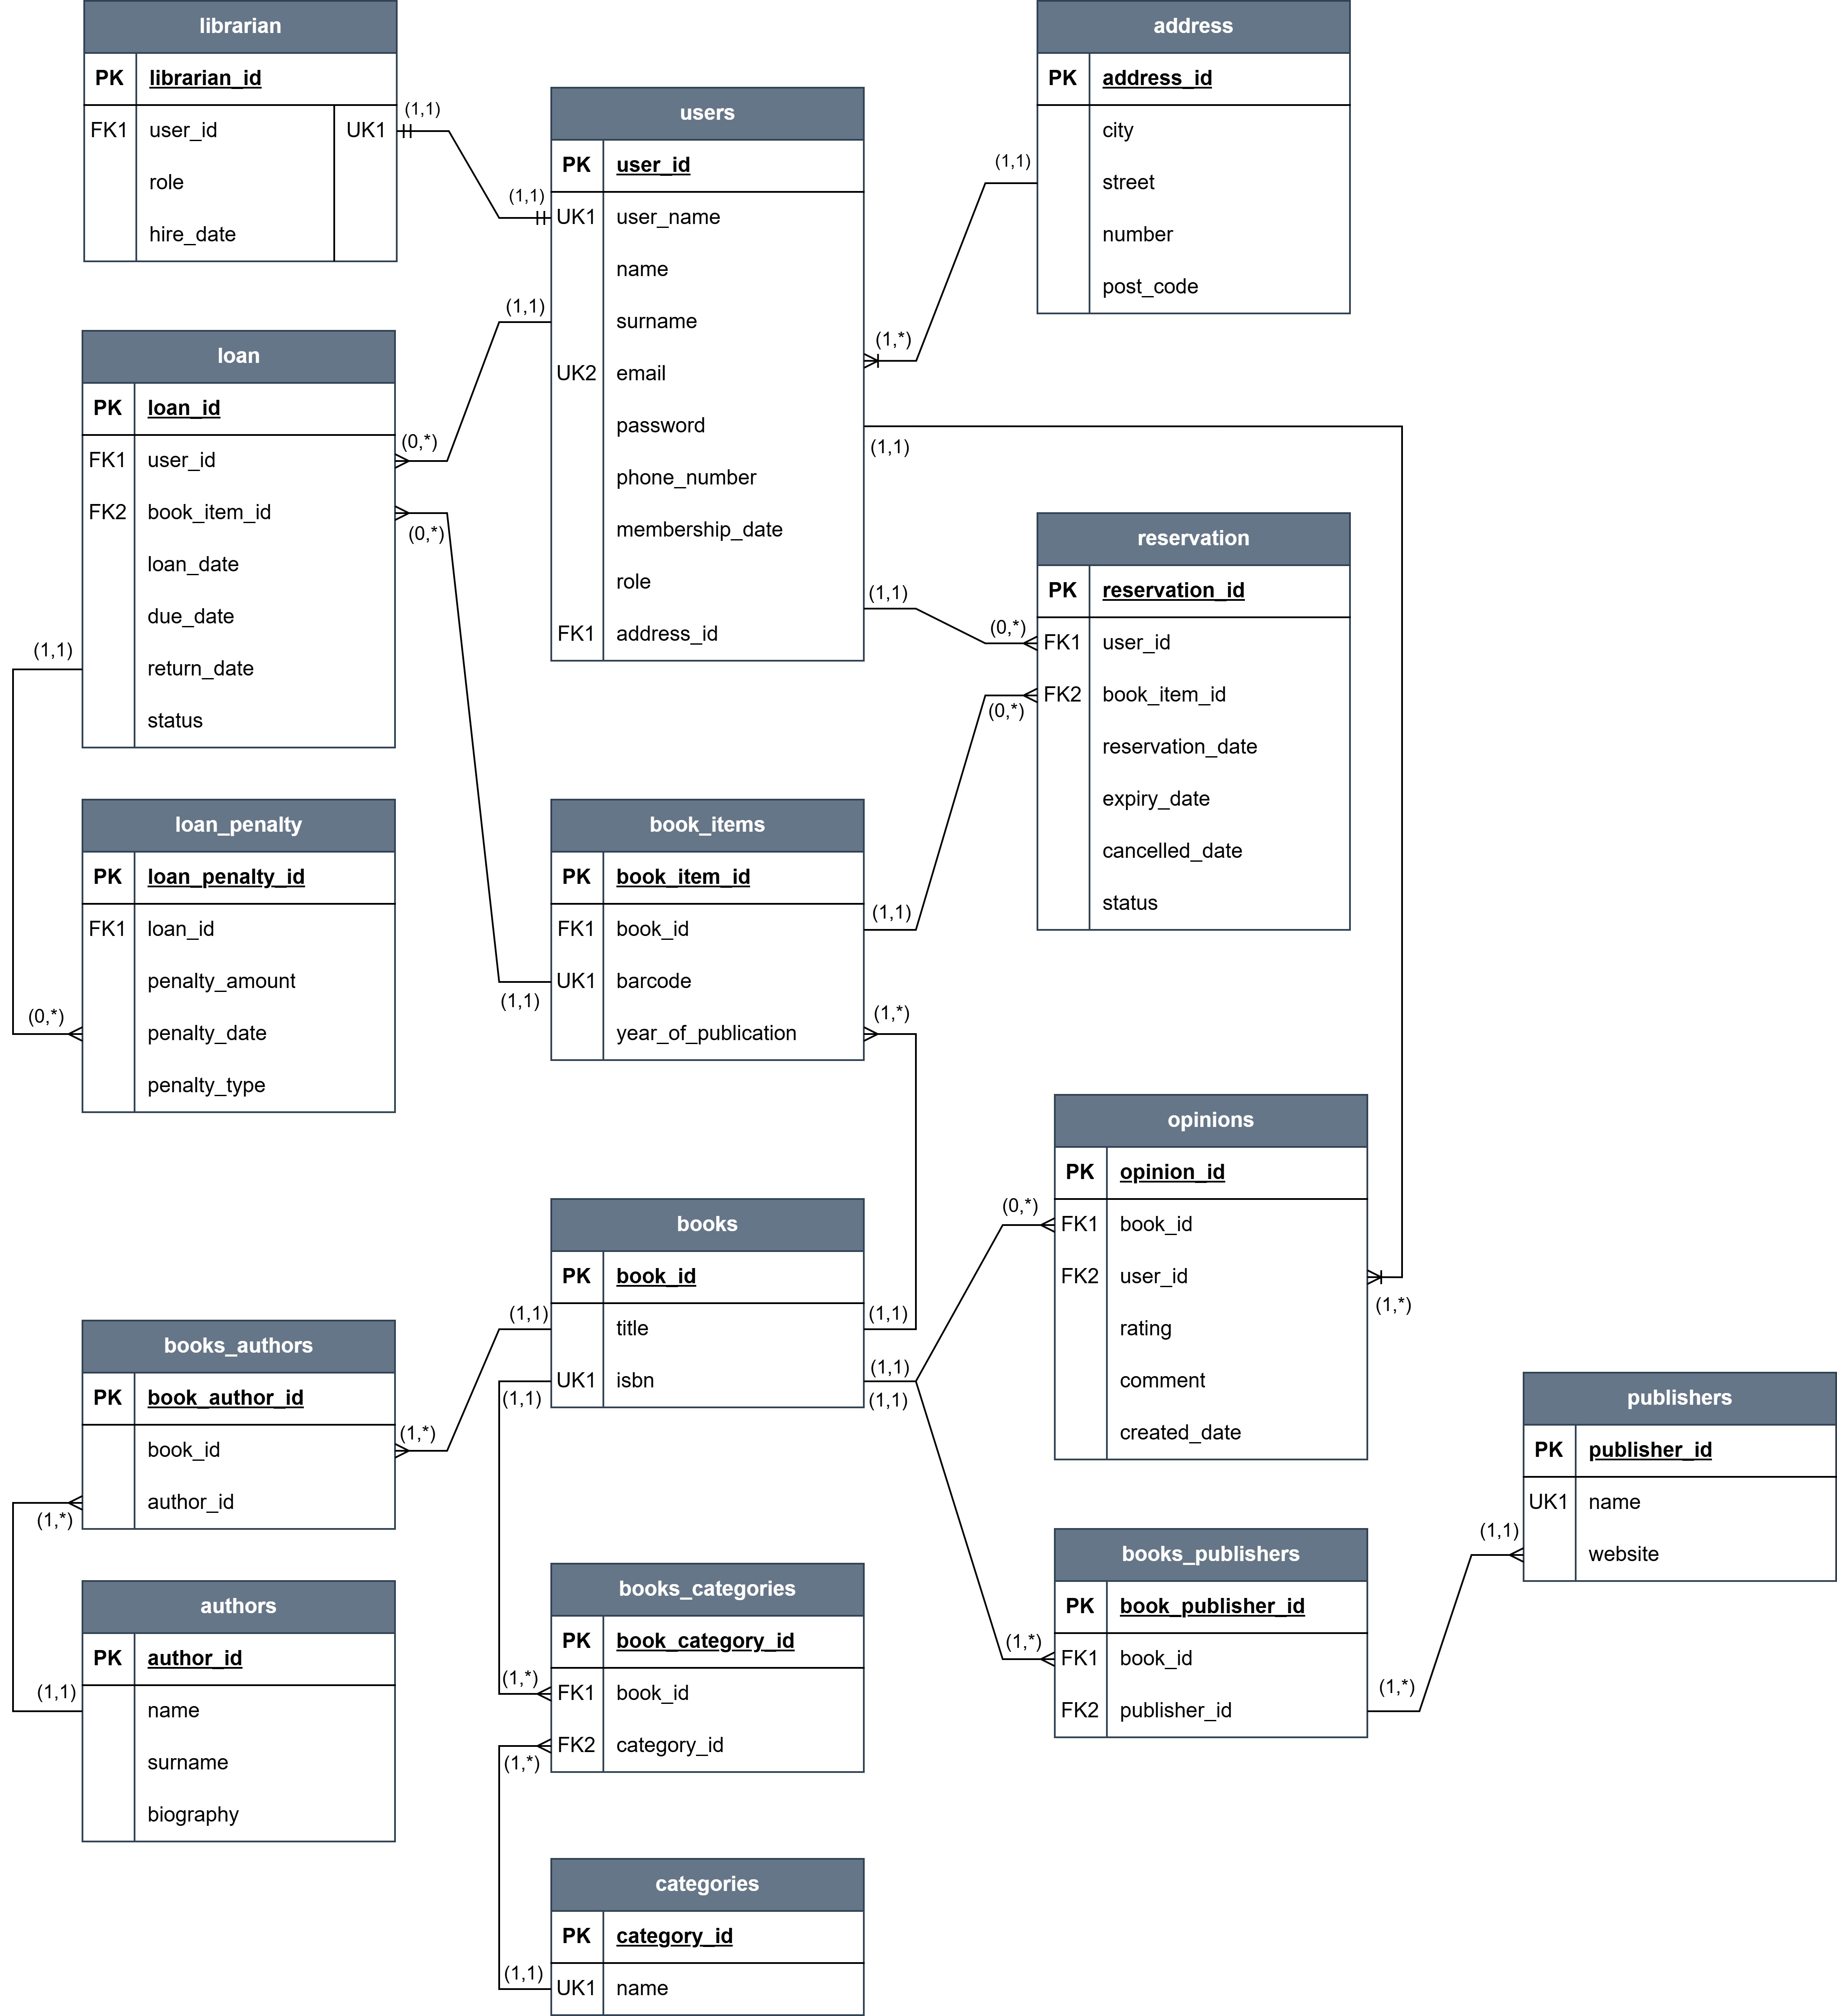 librarian
PK librarian_id
FK1 user_id UK1
role
hire_date
(1,1)
(1,1)
users
PK user_id
UK1 user_name
name
surname
UK2 email
password
phone_number
membership_date
role
FK1 address_id
address
PK address_id
city
street
number
post_code
(1,1)
(1,*)
(1,1)
(0,*)
(0,*)
(1,1)
loan
PK loan_id
FK1 user_id
FK2 book_item_id
loan_date
due_date
return_date
status
(1,1)
(1,1)
(0,*)
(0,*)
reservation
PK reservation_id
FK1 user_id
FK2 book_item_id
reservation_date
expiry_date
cancelled_date
status
(1,1)
(0,*)
loan_penalty
PK loan_penalty_id
FK1 loan_id
penalty_amount
penalty_date
penalty_type
book_items
PK book_item_id
FK1 book_id
UK1 barcode
year_of_publication
(1,1)
(1,1)
(1,*)
opinions
PK opinion_id
FK1 book_id
FK2 user_id
rating
comment
created_date
(0,*)
(1,*)
books
PK book_id
title
UK1 isbn
(1,1)
(1,1)
(1,1)
(1,1)
(1,1)
books_authors
PK book_author_id
book_id
author_id
(1,*)
(1,*)
publishers
PK publisher_id
UK1 name
website
(1,1)
books_publishers
PK book_publisher_id
FK1 book_id
FK2 publisher_id
(1,*)
(1,*)
authors
PK author_id
name
surname
biography
(1,1)
books_categories
PK book_category_id
FK1 book_id
FK2 category_id
(1,*)
(1,*)
categories
PK category_id
UK1 name
(1,1)